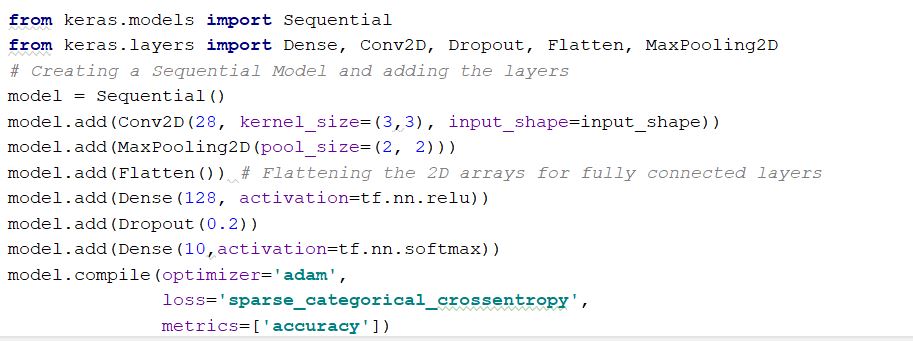 from keras.models import Sequential
from keras.layers import Dense, Conv2D, Dropout, Flatten, MaxPooling2D
# Creating a Sequential Model and adding the layers
model = Sequential()
model.add(Conv2D(28, kernel_size=(3,3), input_shape=input_shape))
model.add(MaxPooling2D(pool_size=(2, 2)))
model.add(Flatten()) # Flattening the 2D arrays for fully connected layers
model.add(Dense(128, activation=tf.nn.relu))
model.add(Dropout(0.2))
model.add(Dense(10,activation=tf.nn.softmax))
model.compile(optimizer='adam',
              loss='sparse_categorical_crossentropy',
              metrics=['accuracy'])